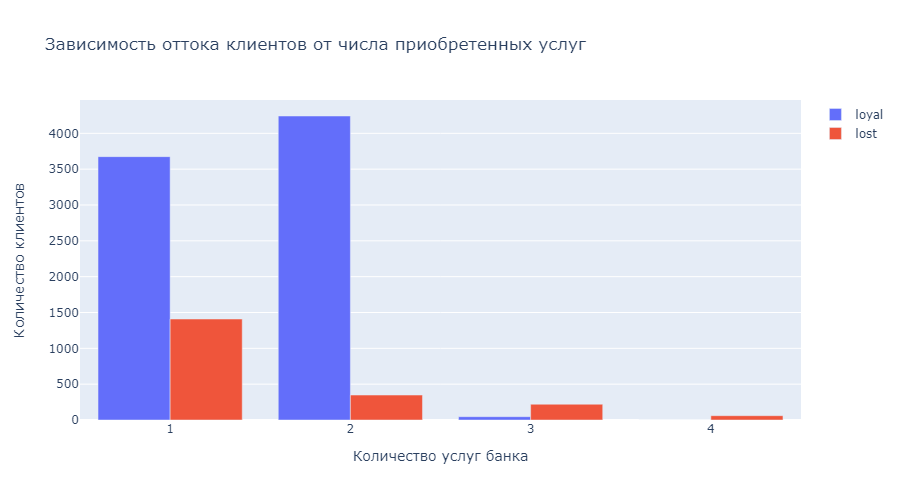 Зависимость оттока клиентов от числа приобретенных услуг
loyal
lost
Количество клиентов
4000
3500
3000
2500
2000
1500
1000
500
0
1 2 3 4
Количество услуг банка